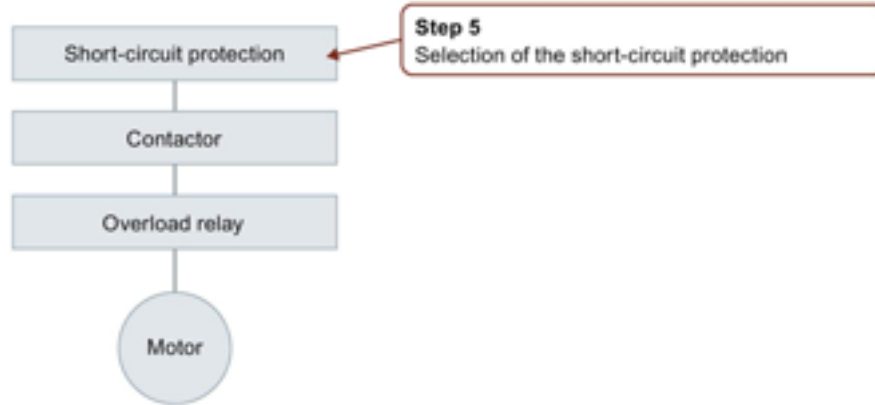 Step 5
Short-circuit protection
Selection of the short-circuit protection
Contactor
Overload relay
Motor